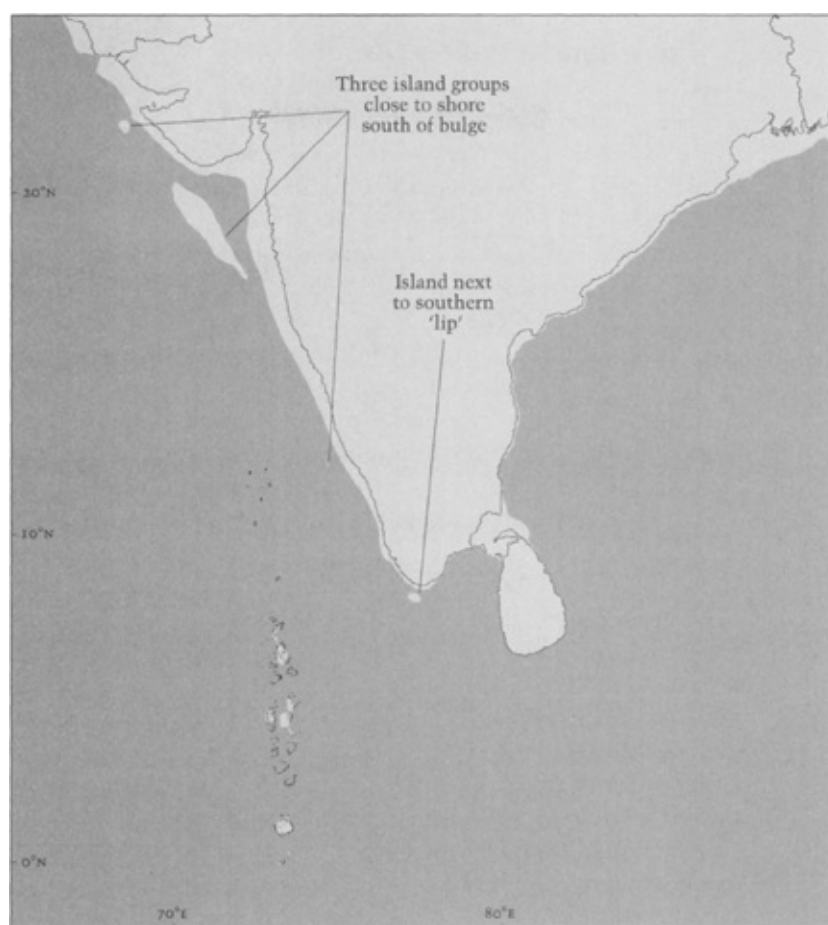 Three island groups
close to shore
south of bulge
20°N
Island next
to southern
'lip'
10°N
0°N
70°E
80°E